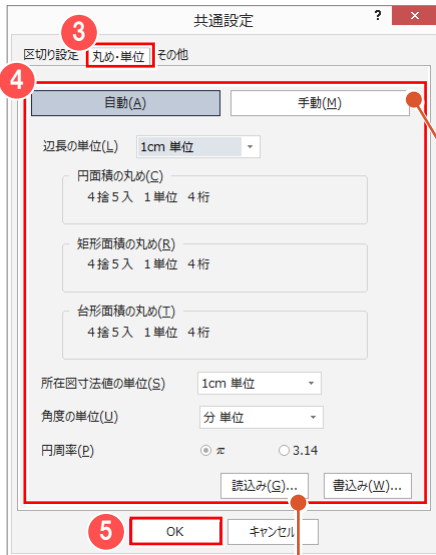 共通設定 ? ×
3
区切り設定 丸め・単位 その他
4
自動(A) 手動(M)
辺長の単位(L) 1cm 単位
円面積の丸め(C)
4捨5入 1単位 4桁
矩形面積の丸め(R)
4捨5入 1単位 4桁
台形面積の丸め(T)
4捨5入 1単位 4桁
所在図寸法値の単位(S) 1cm 単位
角度の単位(U) 分 単位
円周率(P) π 3.14
読込み(G)... 書込み(W)...
5 OK キャンセル